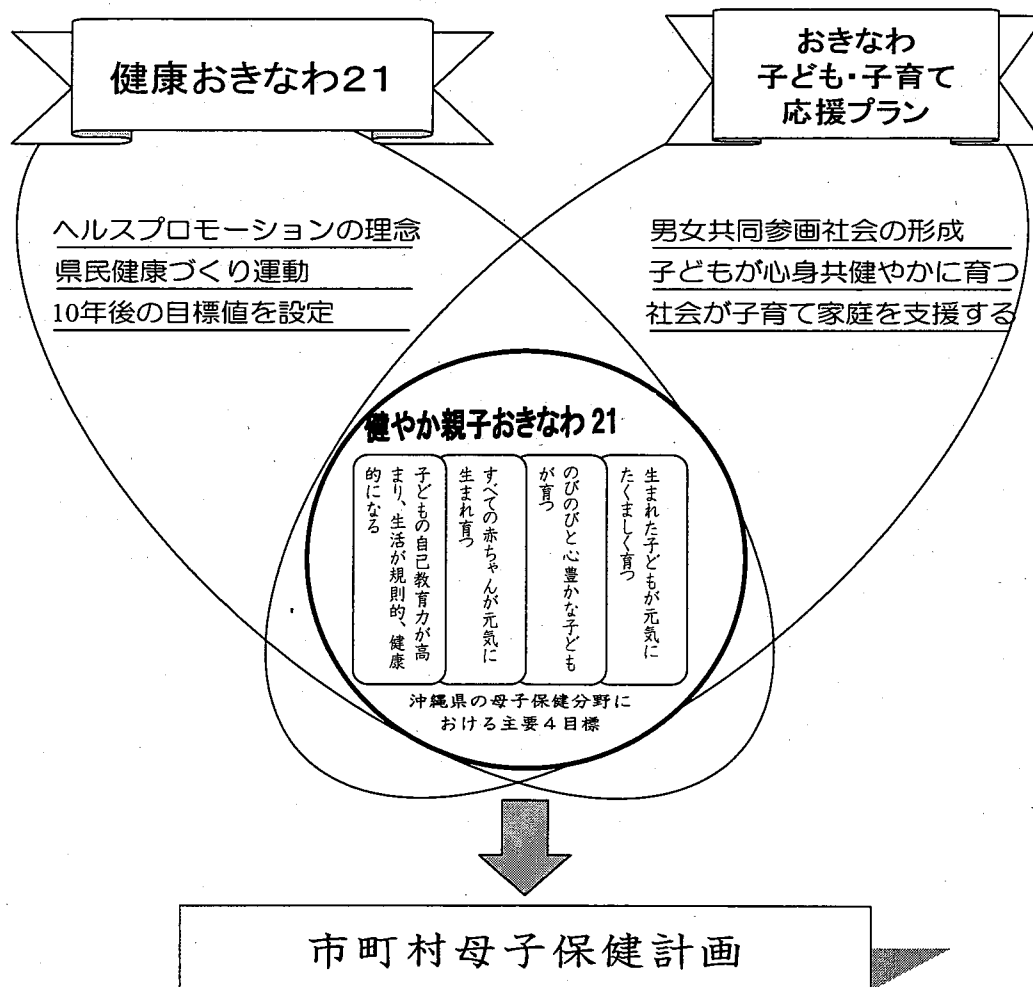 健康おきなわ21
おきなわ
子ども・子育て
応援プラン
ヘルスプロモーションの理念
県民健康づくり運動
10年後の目標値を設定
男女共同参画社会の形成
子どもが心身共健やかに育つ
社会が子育て家庭を支援する
健やか親子おきなわ21
生まれた子どもが元気に
たくましく育つ
のびのびと心豊かな子ども
が育つ
すべての赤ちゃんが元気に
生まれ育つ
子どもの自己教育力が高
まり、生活が規則的、健康
的になる
沖縄県の母子保健分野に
おける主要4目標
市町村母子保健計画